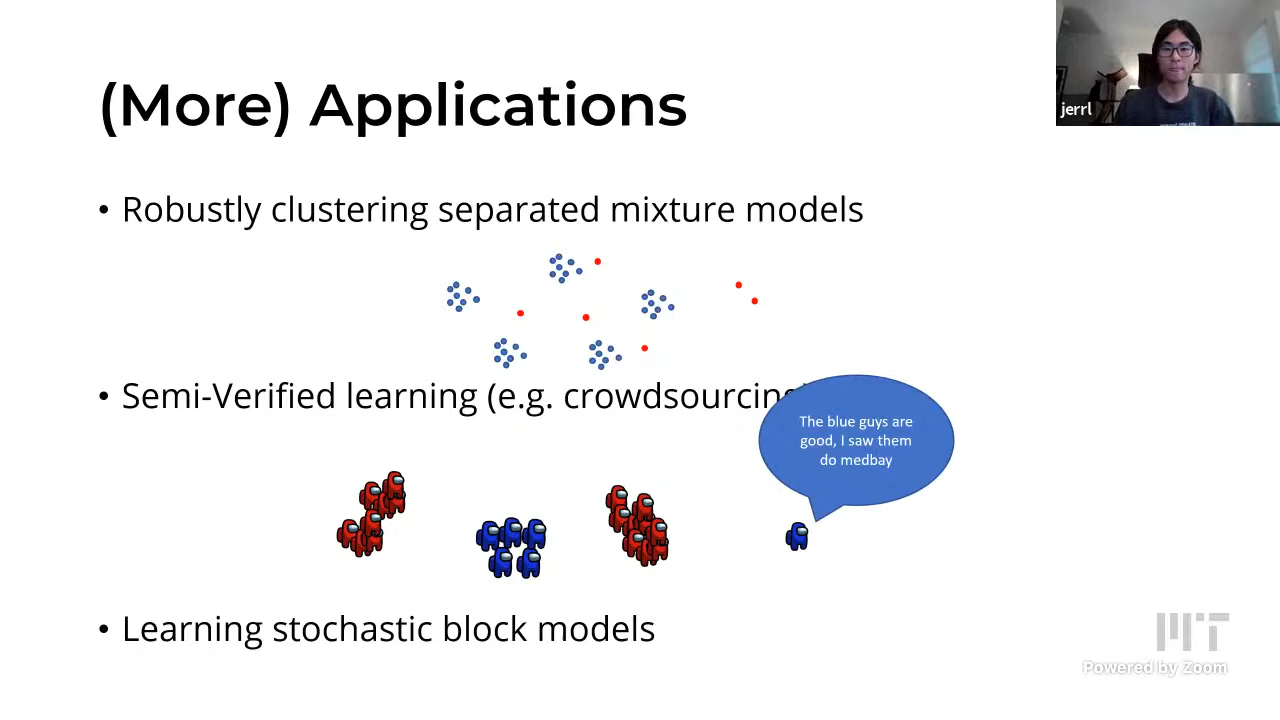 (More) Applications
jerrl
• Robustly clustering separated mixture models
• Semi-Verified learning (e.g. crowdsourcing)
The blue guys are
good, I saw them
do medbay
• Learning stochastic block models
MIT
Powered by Zoom